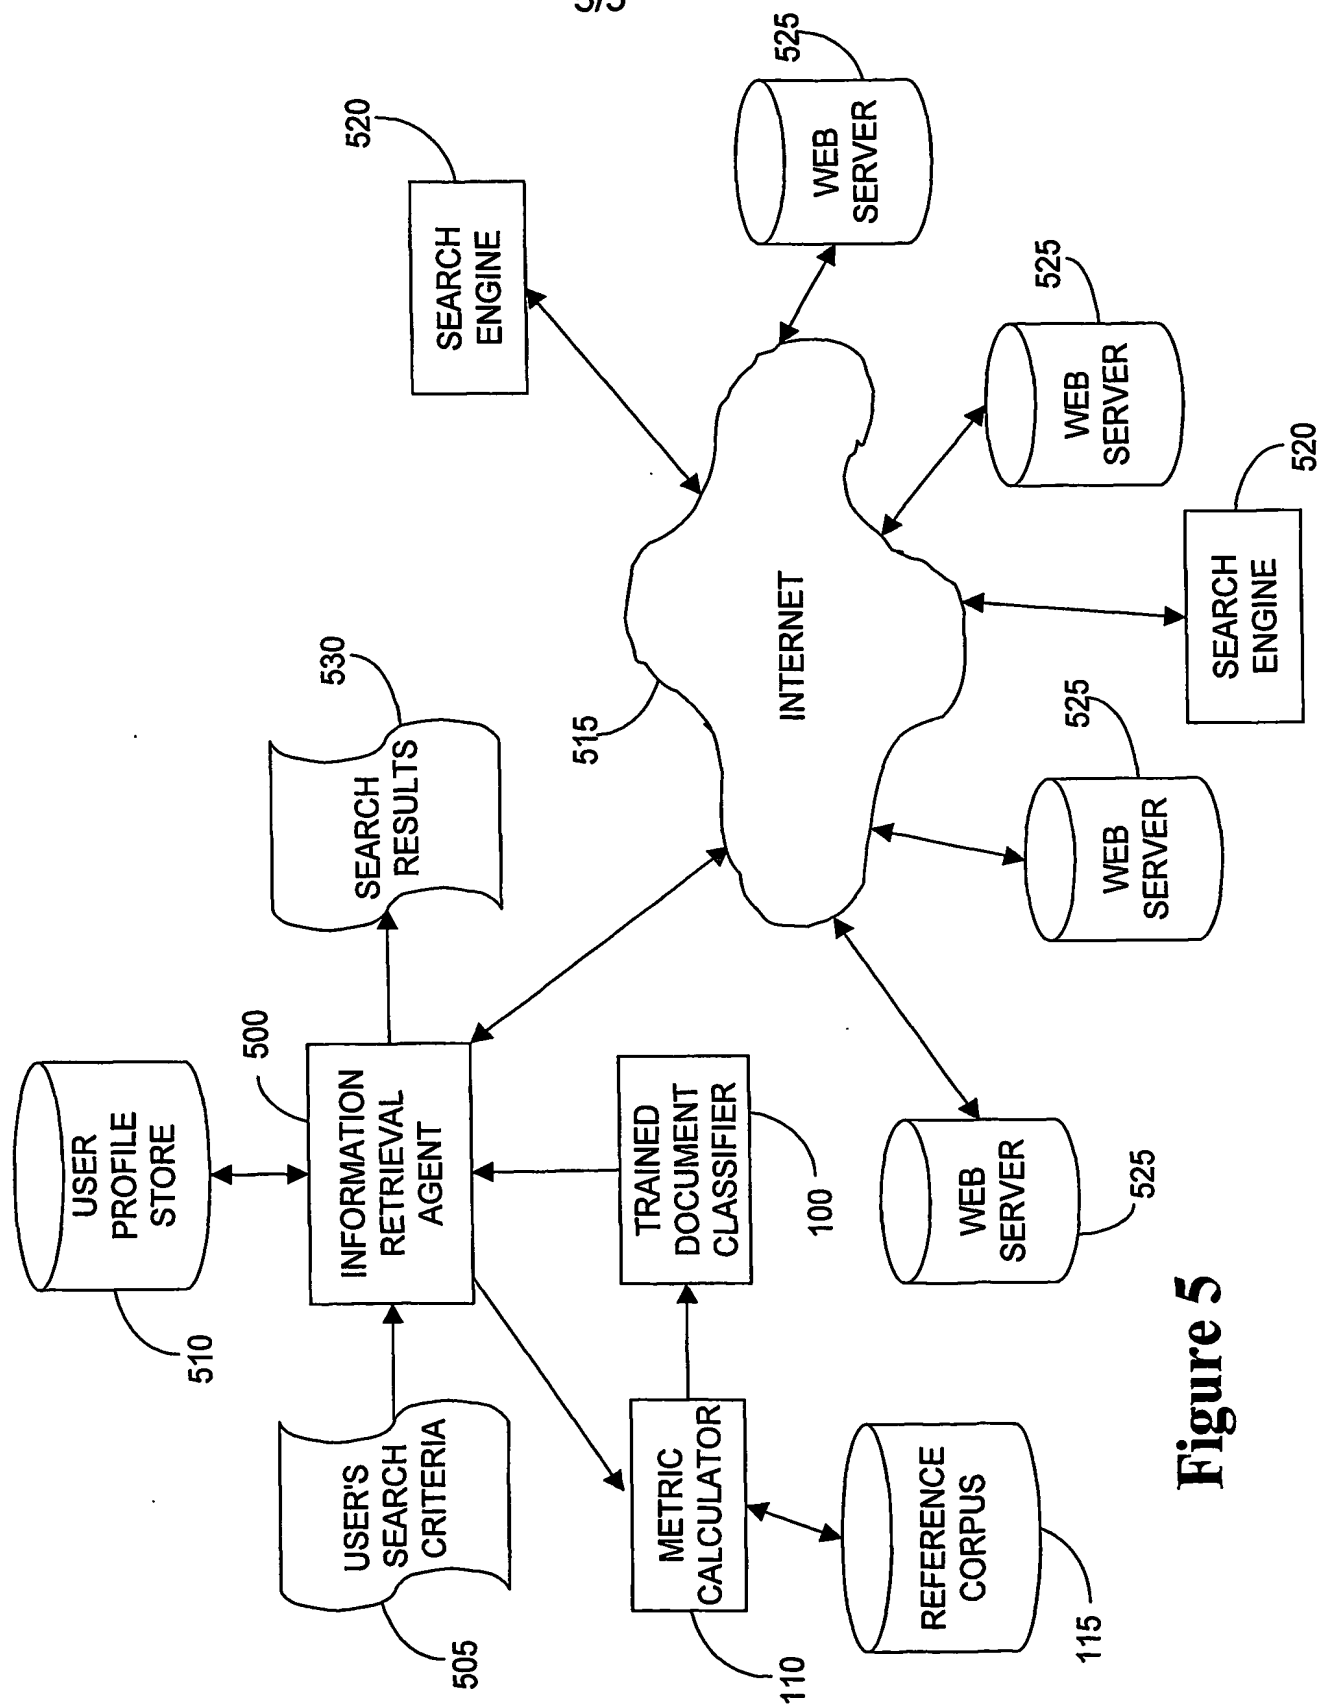 5/5
USER
PROFILE
STORE
510
500
USER'S
SEARCH
CRITERIA
505
INFORMATION
RETRIEVAL
AGENT
SEARCH
RESULTS
530
SEARCH
ENGINE
520
METRIC
CALCULATOR
110
TRAINED
DOCUMENT
CLASSIFIER
100
515
INTERNET
WEB
SERVER
525
REFERENCE
CORPUS
115
WEB
SERVER
525
WEB
SERVER
525
WEB
SERVER
525
SEARCH
ENGINE
520
Figure 5